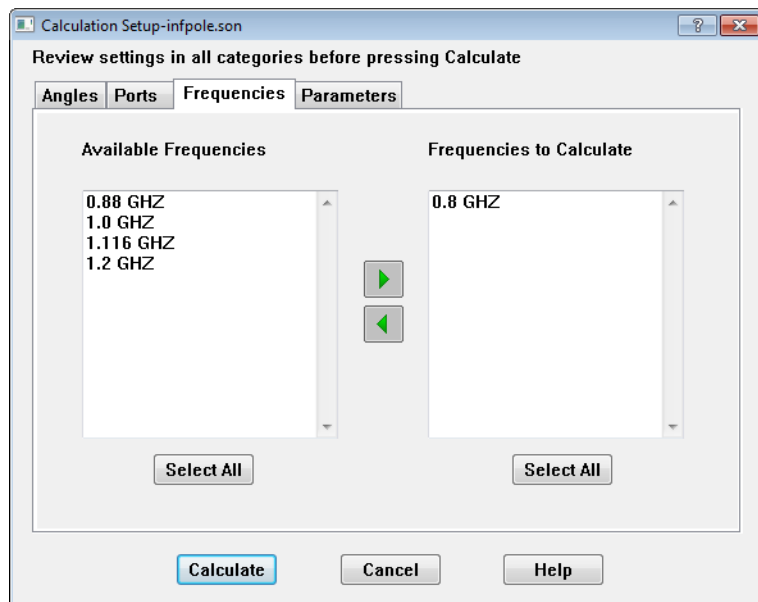 Calculation Setup-infpole.son
?
Review settings in all categories before pressing Calculate
Angles Ports Frequencies Parameters
Available Frequencies Frequencies to Calculate
0.88 GHZ 0.8 GHZ
1.0 GHZ
1.116 GHZ
1.2 GHZ
Select All Select All
Calculate Cancel Help